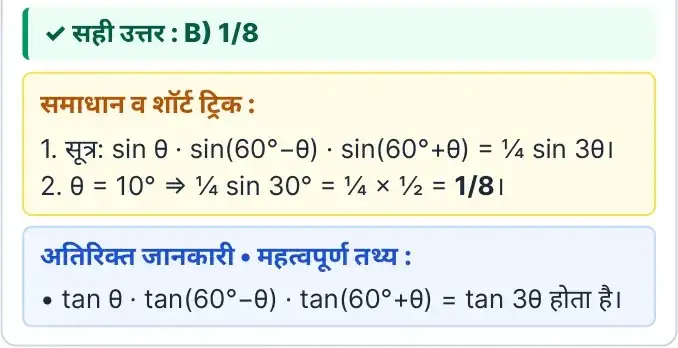 ✓ सही उत्तर : B) 1/8
समाधान व शॉर्ट ट्रिक :
1. सूत्र: sin θ · sin(60°−θ) · sin(60°+θ) = ¼ sin 3θ।
2. θ = 10° ⇒ ¼ sin 30° = ¼ × ½ = 1/8।
अतिरिक्त जानकारी • महत्वपूर्ण तथ्य :
• tan θ · tan(60°−θ) · tan(60°+θ) = tan 3θ होता है।